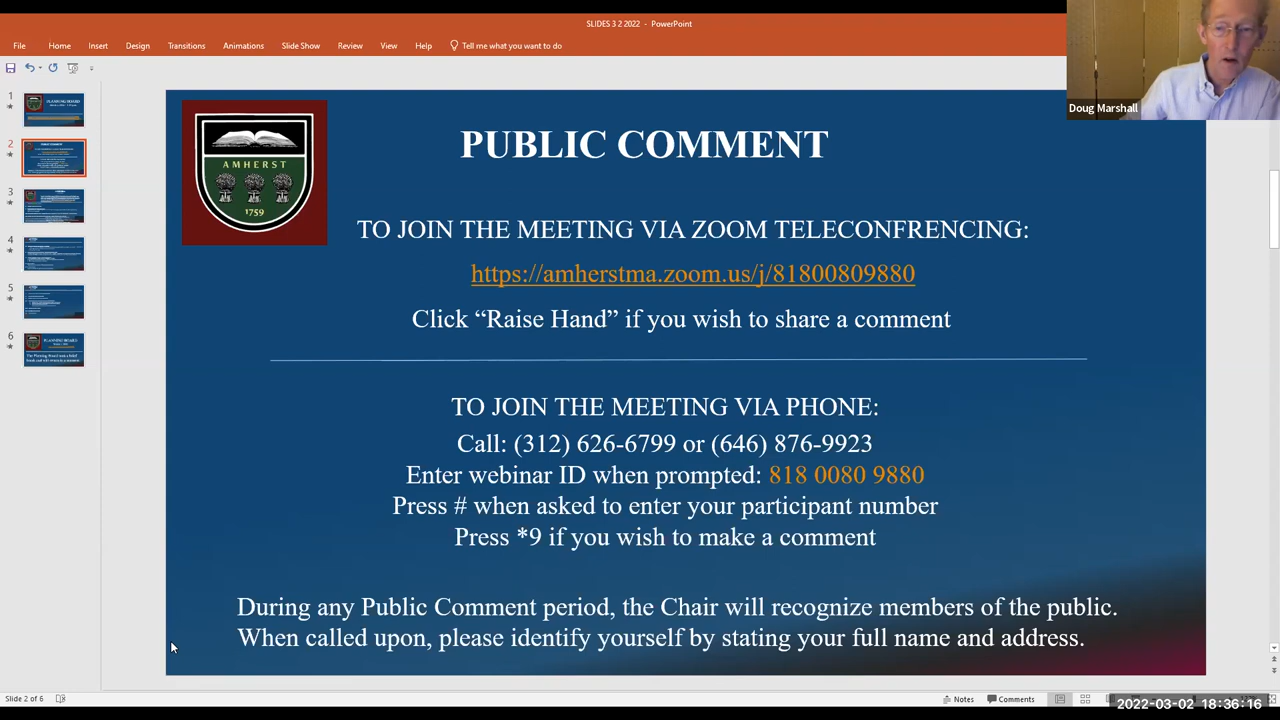 SLIDES 3 2 2022 - PowerPoint
File Home Insert Design Transitions Animations Slide Show Review View Help Tell me what you want to do
Doug Marshall
1
2
3
4
5
6
AMHERST
1759
PUBLIC COMMENT
TO JOIN THE MEETING VIA ZOOM TELECONFRENCING:
https://amherstma.zoom.us/j/81800809880
Click “Raise Hand” if you wish to share a comment
TO JOIN THE MEETING VIA PHONE:
Call: (312) 626-6799 or (646) 876-9923
Enter webinar ID when prompted: 818 0080 9880
Press # when asked to enter your participant number
Press *9 if you wish to make a comment
During any Public Comment period, the Chair will recognize members of the public.
When called upon, please identify yourself by stating your full name and address.
Slide 2 of 6
Notes Comments
2022-03-02 18:36:16